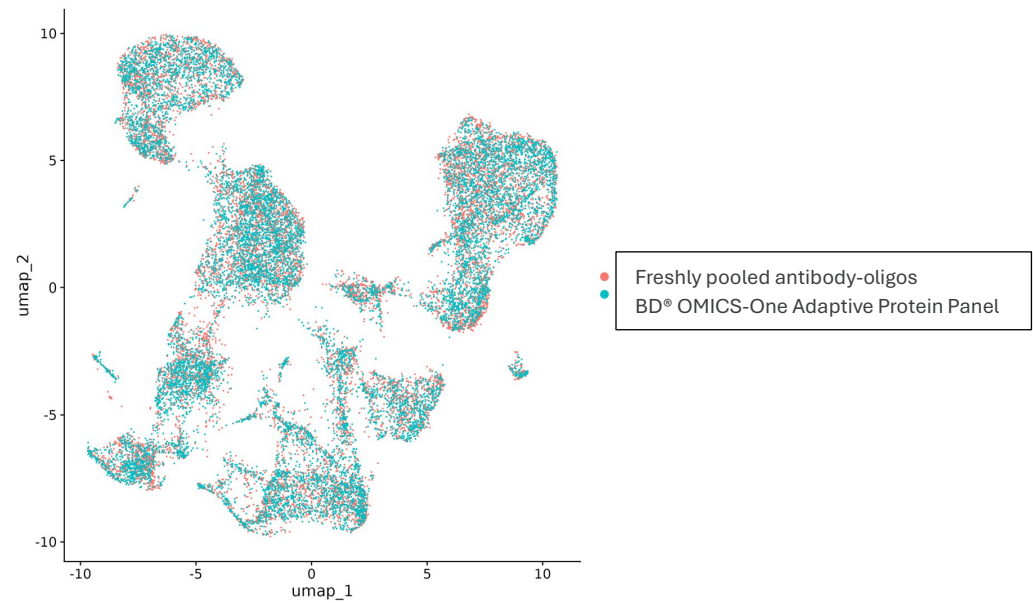 10
5
0
-5
-10
umap_2
-10
-5
0
5
10
umap_1
Freshly pooled antibody-oligos
BD® OMICS-One Adaptive Protein Panel